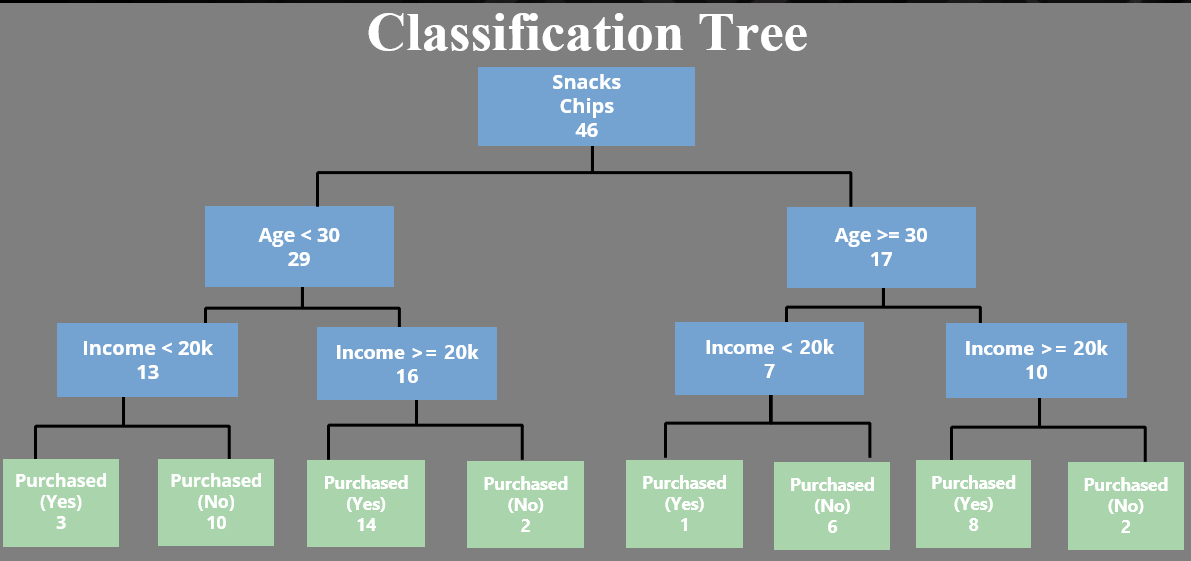 Classification Tree
Snacks
Chips
46
Age < 30
29
Age >= 30
17
Income < 20k
13
Income >= 20k
16
Income < 20k
7
Income >= 20k
10
Purchased
(Yes)
3
Purchased
(No)
10
Purchased
(Yes)
14
Purchased
(No)
2
Purchased
(Yes)
1
Purchased
(No)
6
Purchased
(Yes)
8
Purchased
(No)
2